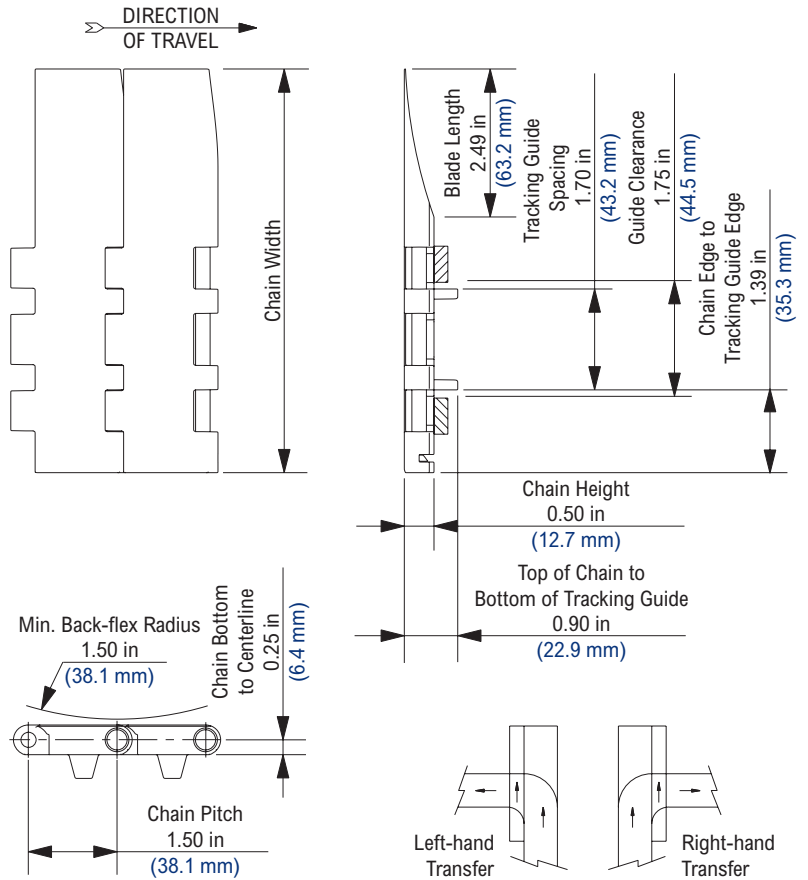 DIRECTION
OF TRAVEL
Chain Width
Blade Length
2.49 in
(63.2 mm)
Tracking Guide
Spacing
1.70 in
(43.2 mm)
Guide Clearance
1.75 in
(44.5 mm)
Chain Edge to
Tracking Guide Edge
1.39 in
(35.3 mm)
Chain Height
0.50 in
(12.7 mm)
Top of Chain to
Bottom of Tracking Guide
0.90 in
(22.9 mm)
Min. Back-flex Radius
1.50 in
(38.1 mm)
Chain Bottom
to Centerline
0.25 in
(6.4 mm)
Chain Pitch
1.50 in
(38.1 mm)
Left-hand
Transfer
Right-hand
Transfer